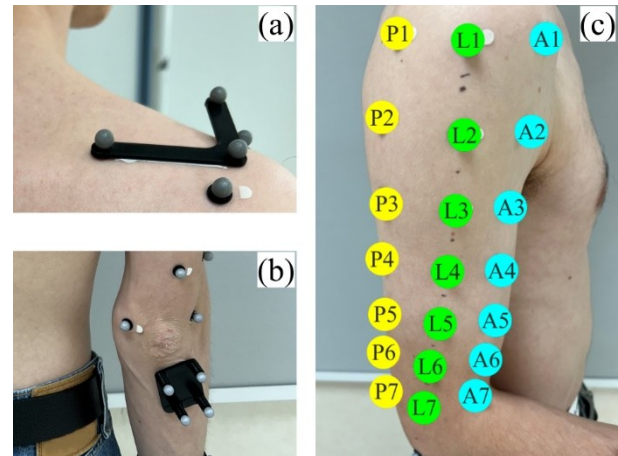 (a)
(b)
(c)
P1 L1 A1
P2 L2 A2
P3 L3 A3
P4 L4 A4
P5 L5 A5
P6 L6 A6
P7 L7 A7